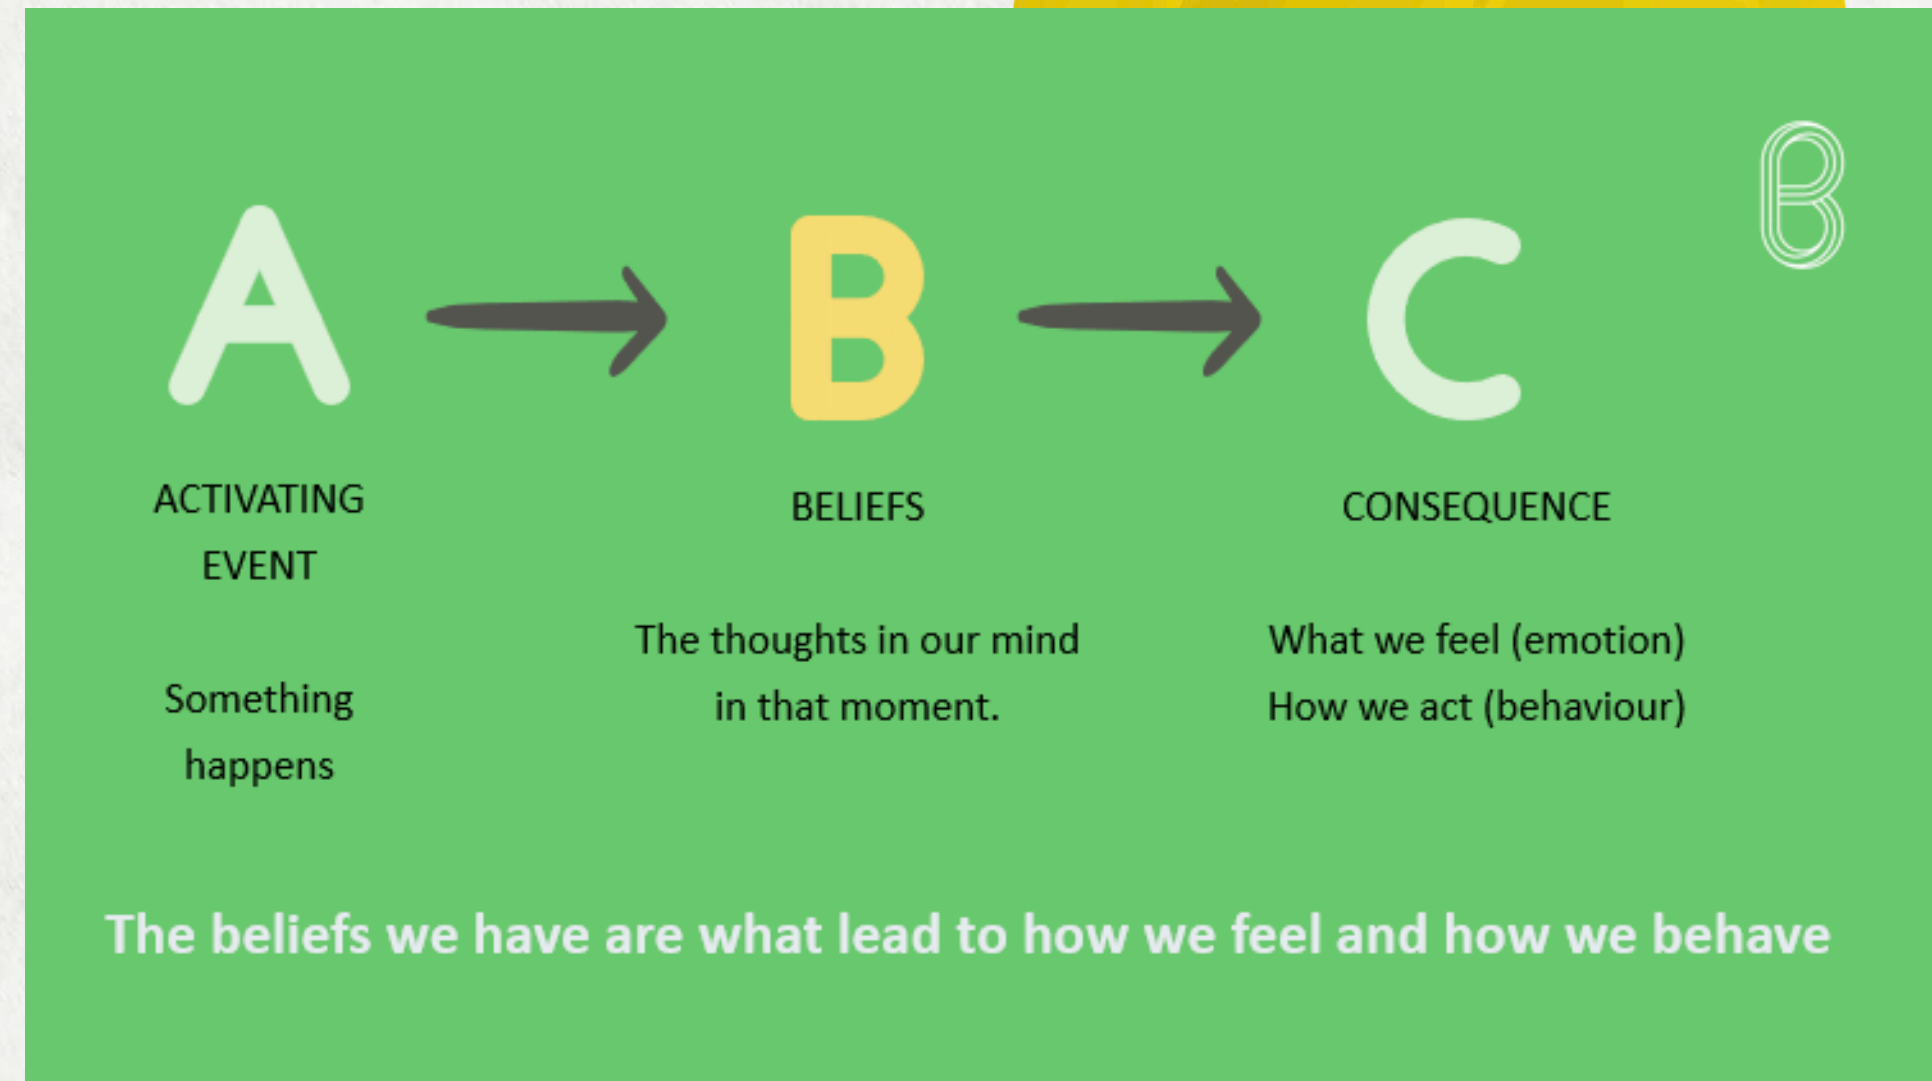 A
B
C
B
ACTIVATING
EVENT
Something
happens
BELIEFS
The thoughts in our mind
in that moment.
CONSEQUENCE
What we feel (emotion)
How we act (behaviour)
The beliefs we have are what lead to how we feel and how we behave